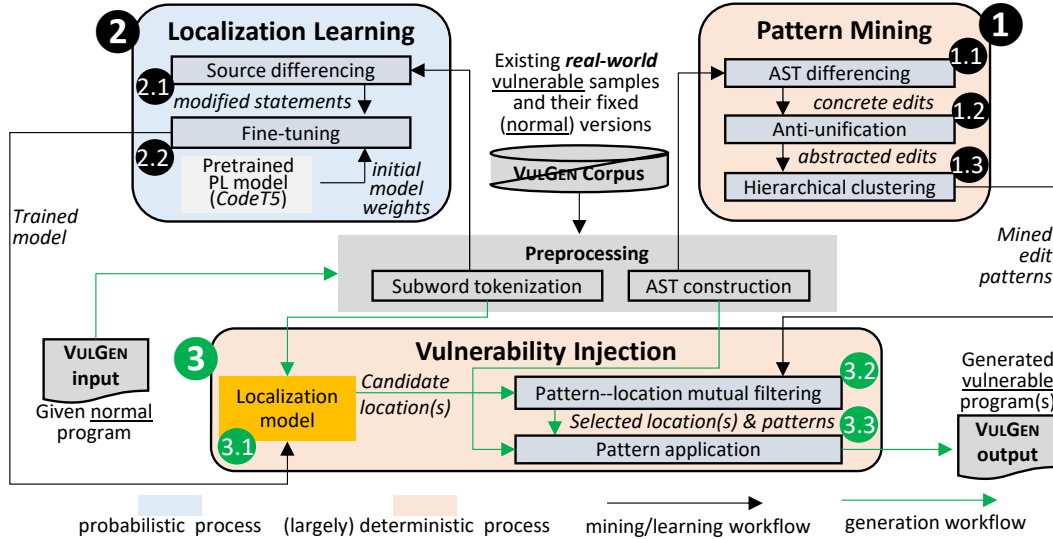 2
Localization Learning
2.1
Source differencing
modified statements
2.2
Fine-tuning
Pretrained
PL model
(CodeT5)
initial
model
weights
Existing real-world
vulnerable samples
and their fixed
(normal) versions
VULGEN Corpus
1
Pattern Mining
1.1
AST differencing
concrete edits
1.2
Anti-unification
abstracted edits
1.3
Hierarchical clustering
Trained
model
Mined
edit
patterns
Preprocessing
Subword tokenization
AST construction
VULGEN
input
Given normal
program
3
Vulnerability Injection
Localization
model
3.1
Candidate
location(s)
3.2
Pattern--location mutual filtering
Selected location(s) & patterns
3.3
Pattern application
Generated
vulnerable
program(s)
VULGEN
output
probabilistic process
(largely) deterministic process
mining/learning workflow
generation workflow